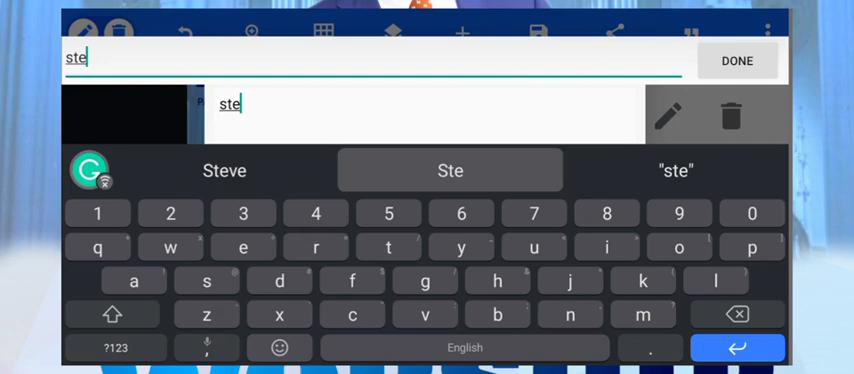 ste
DONE
ste
Steve Ste "ste"
1 2 3 4 5 6 7 8 9 0
q w e r t y u i o p
a s d f g h j k l
z x c v b n m
?123 , English .